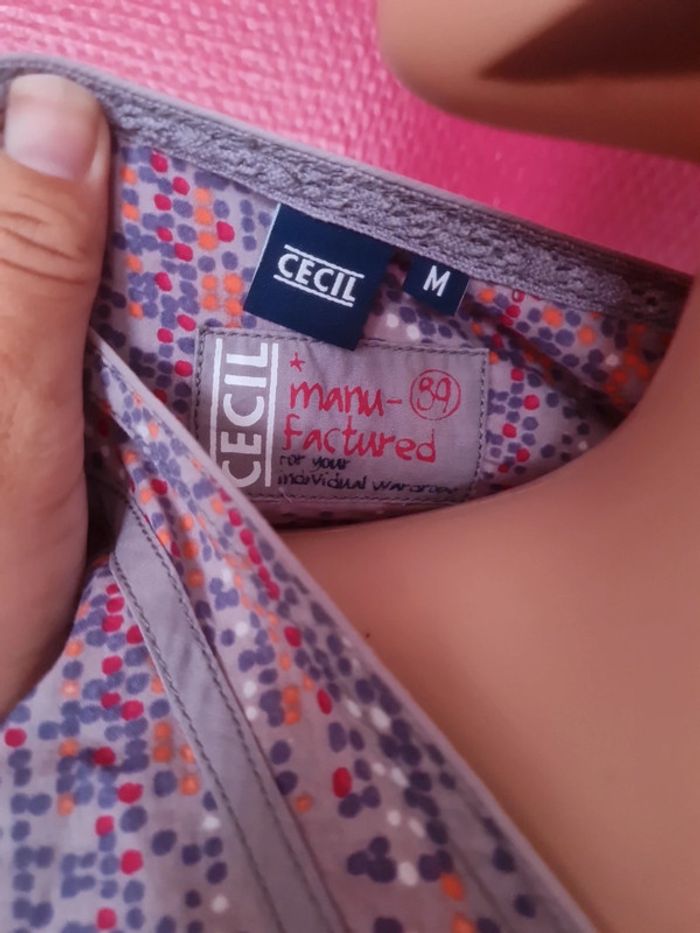 CECIL
M
CECIL
manu- 89
factured
for your
individual wardrobe